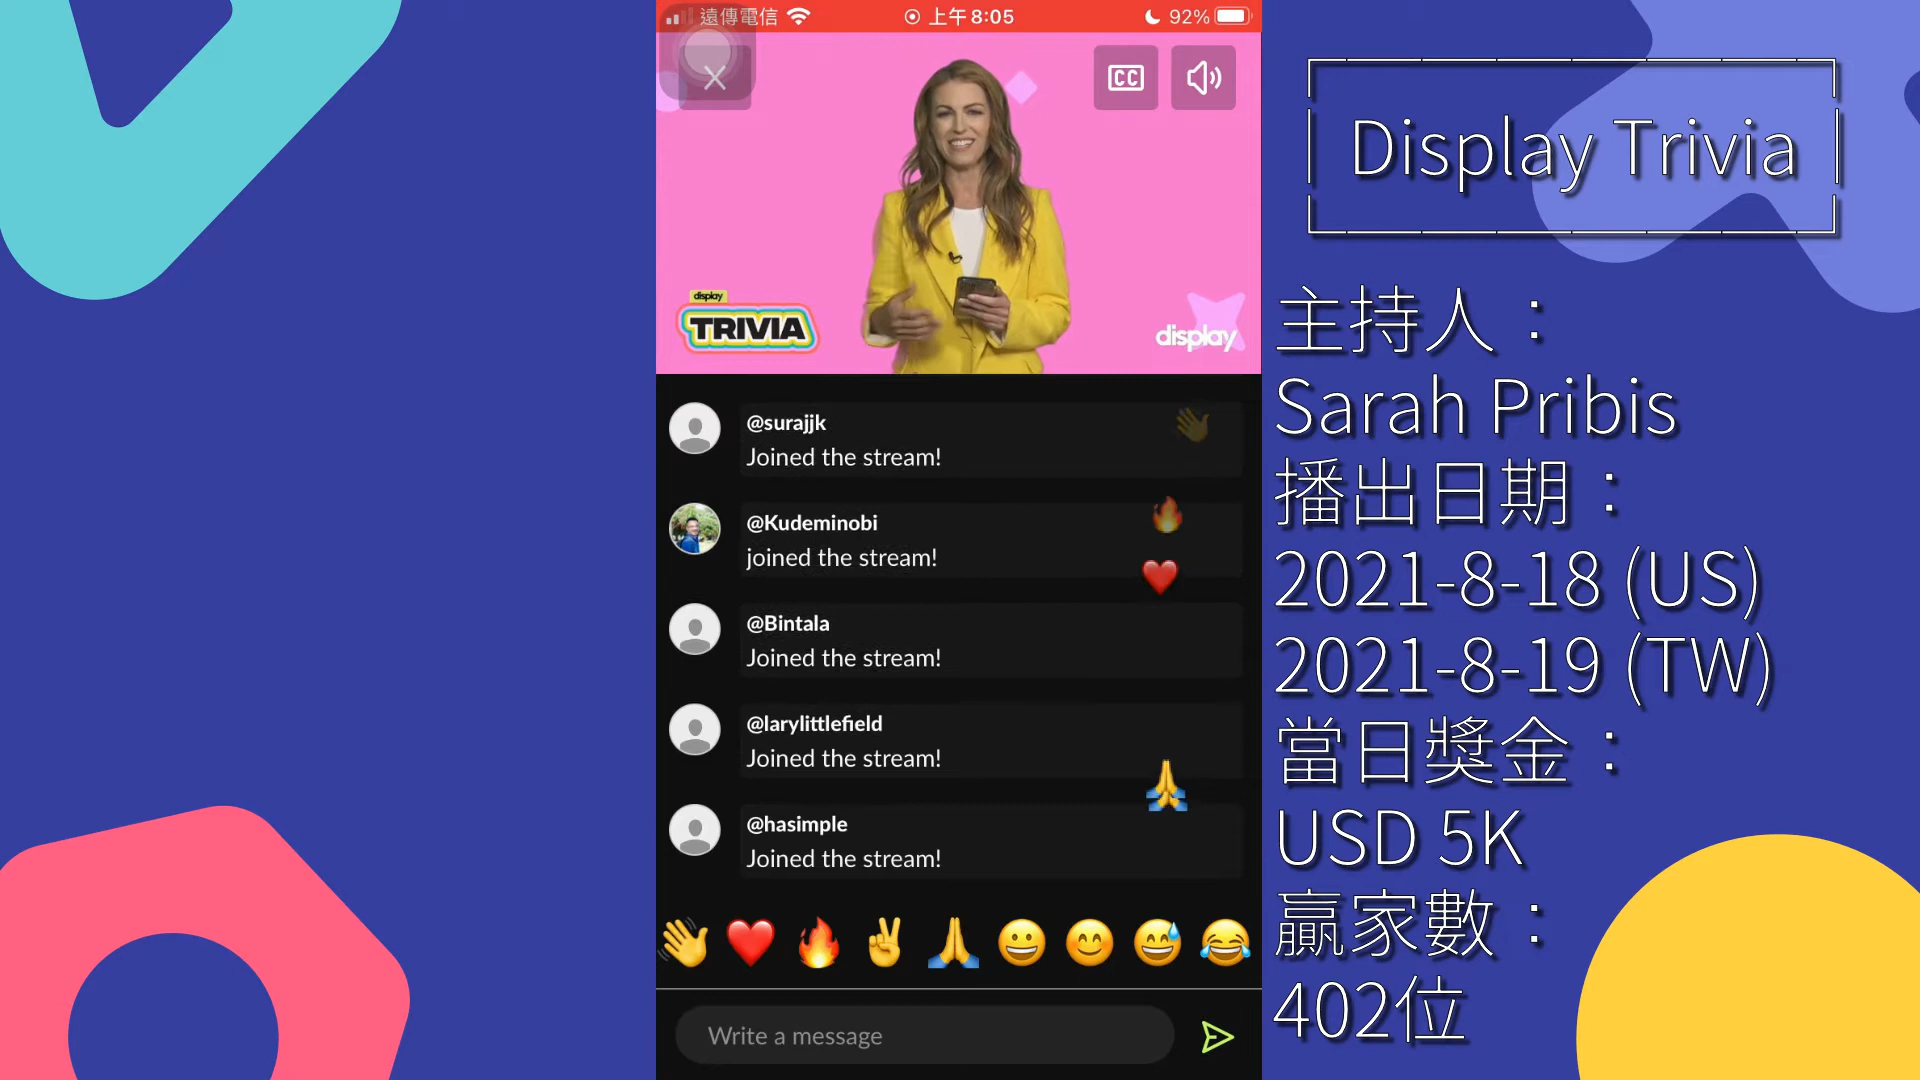 遠傳電信
上午8:05
92%
CC
display
TRIVIA
display
@surajjk
Joined the stream!
@Kudeminobi
joined the stream!
@Bintala
Joined the stream!
@larylittlefield
Joined the stream!
@hasimple
Joined the stream!
Write a message
Display Trivia
主持人：
Sarah Pribis
播出日期：
2021-8-18 (US)
2021-8-19 (TW)
當日獎金：
USD 5K
贏家數：
402位